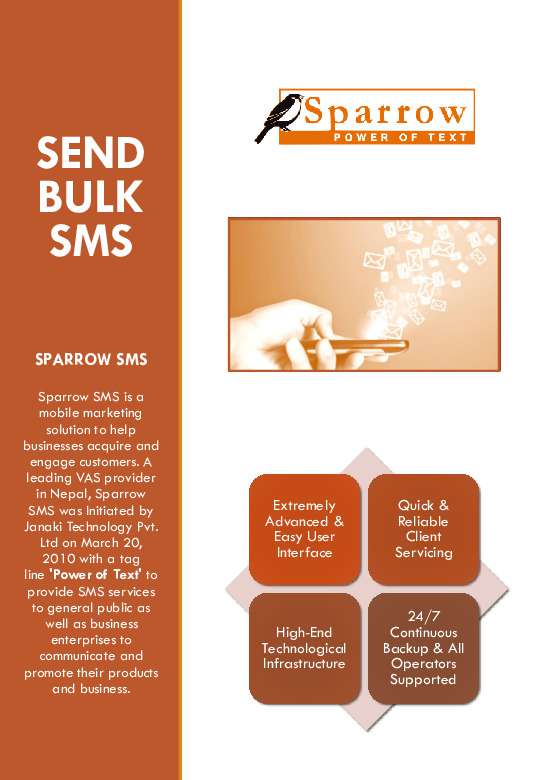 SEND
BULK
SMS
SPARROW SMS
Sparrow SMS is a
mobile marketing
solution to help
businesses acquire and
engage customers. A
leading VAS provider
in Nepal, Sparrow
SMS was Initiated by
Janaki Technology Pvt.
Ltd on March 20,
2010 with a tag
line 'Power of Text' to
provide SMS services
to general public as
well as business
enterprises to
communicate and
promote their products
and business.
Sparrow
POWER OF TEXT
Extremely
Advanced &
Easy User
Interface
Quick &
Reliable
Client
Servicing
High-End
Technological
Infrastructure
24/7
Continuous
Backup & All
Operators
Supported